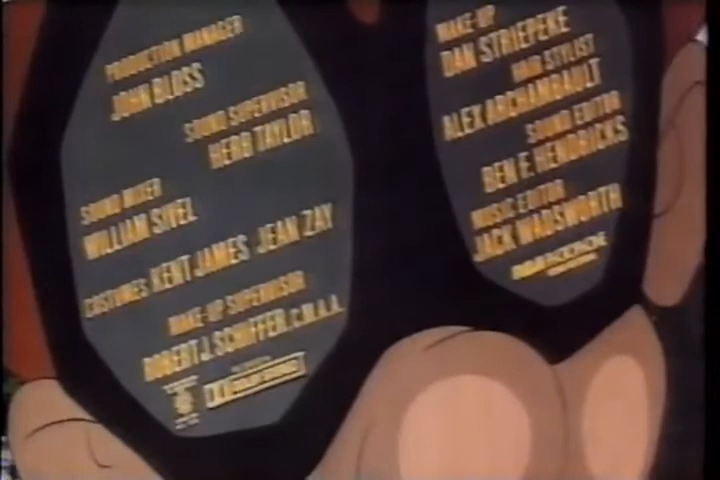 PRODUCTION MANAGER
JOHN BLOSS
SOUND SUPERVISOR
HERB TAYLOR
SOUND MIXER
WILLIAM SIVEL
COSTUMES KENT JAMES JEAN ZAY
MAKE-UP SUPERVISOR
ROBERT J. SCHIFFER, C.M.A.A.
MAKE-UP
DAN STRIEPEKE
HAIR STYLIST
ALEX ARCHAMBAULT
SOUND EDITOR
BEN F. HENDRICKS
MUSIC EDITOR
JACK WADSWORTH